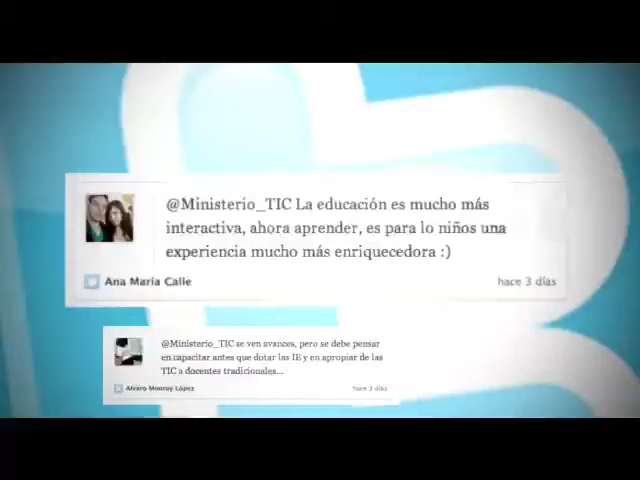 @Ministerio_TIC La educación es mucho más
interactiva, ahora aprender, es para lo niños una
experiencia mucho más enriquecedora :)
Ana María Calle
hace 3 días
@Ministerio_TIC se ven avances, pero se debe pensar
en capacitar antes que dotar las IE y en apropiar de las
TIC a docentes tradicionales...
Alvaro Monroy López
hace 3 días